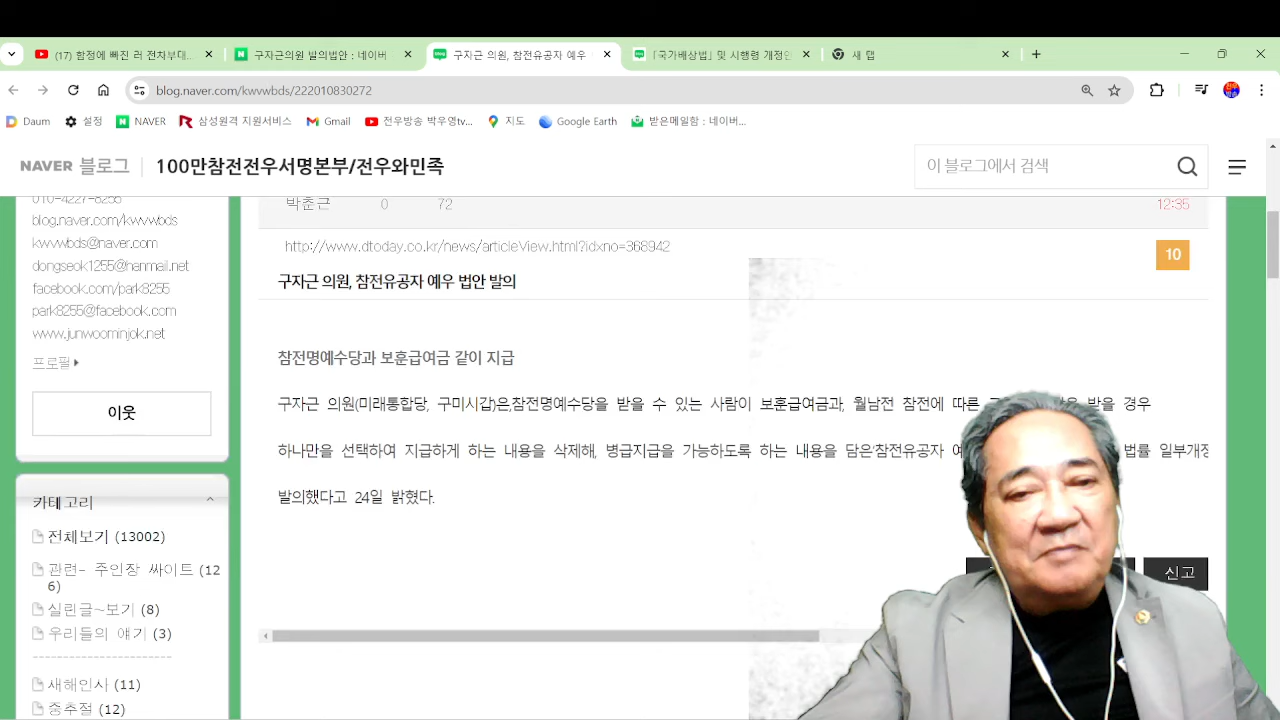 (17) 함정에 빠진 러 전차부대...
구자근의원 발의법안 : 네이버
구자근 의원, 참전유공자 예우
「국가배상법」 및 시행령 개정안
새 탭
blog.naver.com/kwvwbds/222010830272
Daum
설정
NAVER
삼성원격 지원서비스
Gmail
전우방송 박우영tv...
지도
Google Earth
받은메일함 : 네이버...
NAVER 블로그
100만참전전우서명본부/전우와민족
이 블로그에서 검색
010-4227-8255
blog.naver.com/kwvwbds
kwvwbds@naver.com
dongseok1255@hanmail.net
facebook.com/park8255
park8255@facebook.com
www.junwoominjok.net
프로필
이웃
카테고리
전체보기 (13002)
관련- 주인장 싸이트 (12
6)
실린글~보기 (8)
우리들의 얘기 (3)
-----------------------
새해인사 (11)
중추절 (12)
박춘근 0 72 12:35
http://www.dtoday.co.kr/news/articleView.html?idxno=368942
10
구자근 의원, 참전유공자 예우 법안 발의
참전명예수당과 보훈급여금 같이 지급
구자근 의원(미래통합당, 구미시갑)은,참전명예수당을 받을 수 있는 사람이 보훈급여금과, 월남전 참전에 따른 받을 경우
하나만을 선택하여 지급하게 하는 내용을 삭제해, 병급지급을 가능하도록 하는 내용을 담은'참전유공자 법률 일부개정
발의했다고 24일 밝혔다.
신고